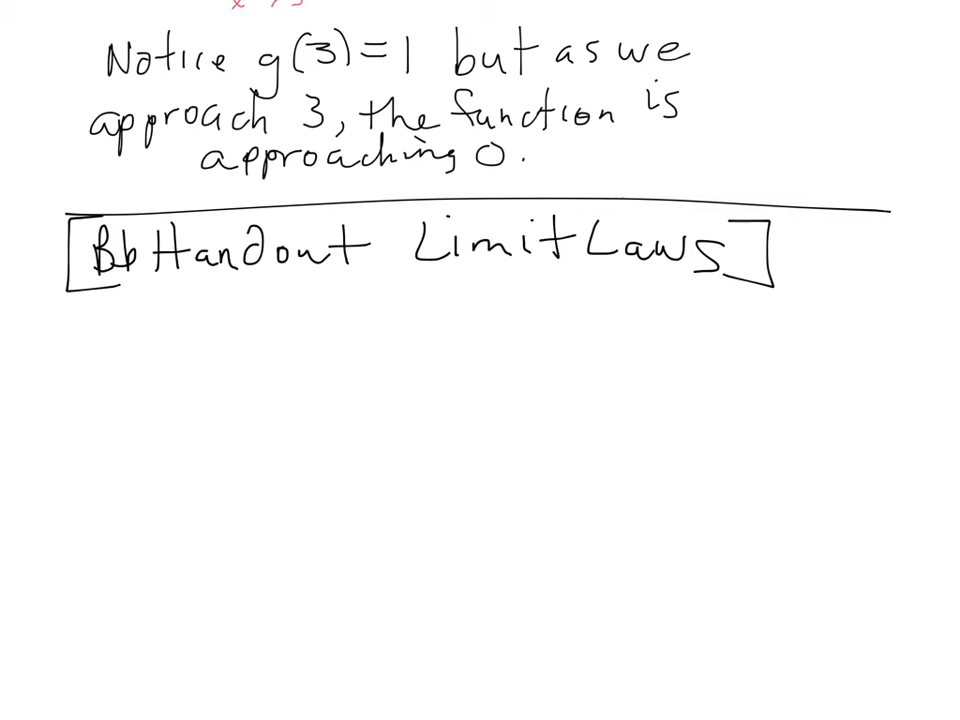 Notice g(3)=1 but as we
approach 3, the function is
approaching 0.
[Bb Handout Limit Laws]